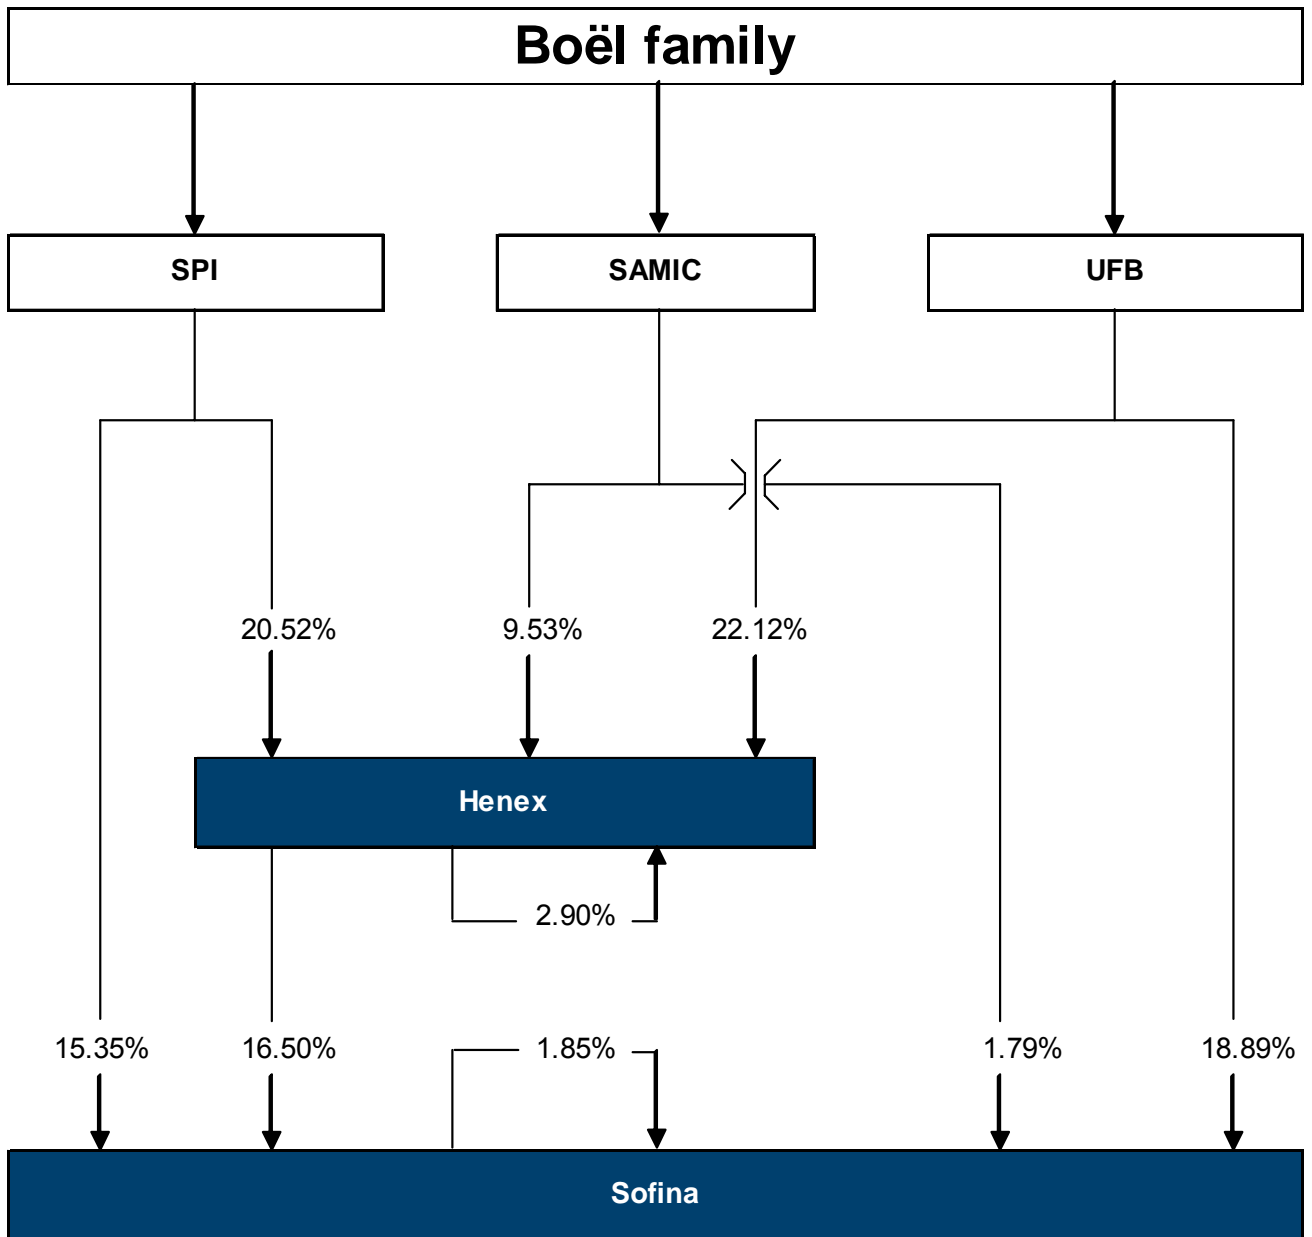 Boël family
SPI
SAMIC
UFB
20.52%
9.53%
22.12%
Henex
2.90%
15.35%
16.50%
1.85%
1.79%
18.89%
Sofina